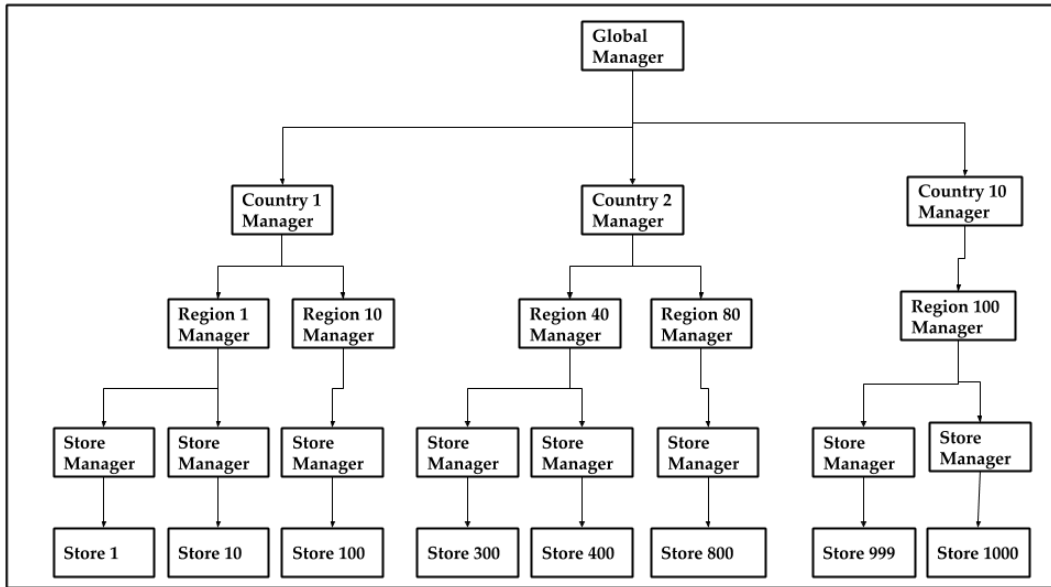 Global
Manager
Country 1
Manager
Country 2
Manager
Country 10
Manager
Region 1
Manager
Region 10
Manager
Region 40
Manager
Region 80
Manager
Region 100
Manager
Store
Manager
Store
Manager
Store
Manager
Store
Manager
Store
Manager
Store
Manager
Store
Manager
Store
Manager
Store 1
Store 10
Store 100
Store 300
Store 400
Store 800
Store 999
Store 1000